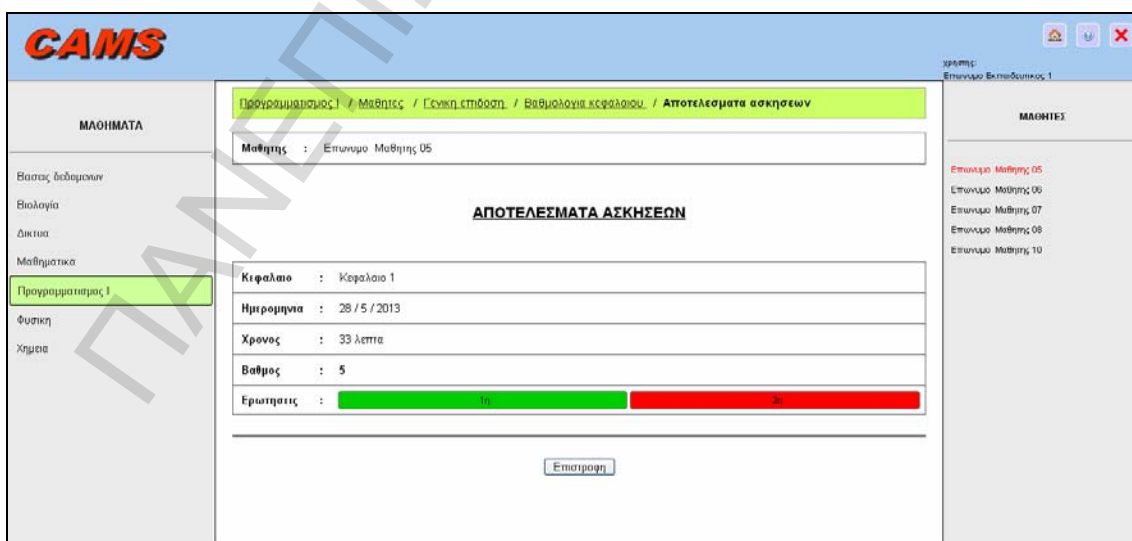 CAMS
χρήστης:
Επωνυμο Εκπαιδευτικος 1
ΜΑΘΗΜΑΤΑ
Βασεις δεδομενων
Βιολογία
Δικτυα
Μαθηματικα
Προγραμματισμος Ι
Φυσικη
Χημεια
Προγραμματισμος Ι / Μαθητες / Γενικη επιδοση / Βαθμολογια κεφαλαιου / Αποτελεσματα ασκησεων
Μαθητης : Επωνυμο Μαθητης 05
ΑΠΟΤΕΛΕΣΜΑΤΑ ΑΣΚΗΣΕΩΝ
Κεφαλαιο : Κεφαλαιο 1
Ημερομηνια : 28 / 5 / 2013
Χρονος : 33 λεπτα
Βαθμος : 5
Ερωτησεις : 1η 2η
Επιστροφη
ΜΑΘΗΤΕΣ
Επωνυμο Μαθητης 05
Επωνυμο Μαθητης 06
Επωνυμο Μαθητης 07
Επωνυμο Μαθητης 08
Επωνυμο Μαθητης 10
ΠΑΝΕΠΙ